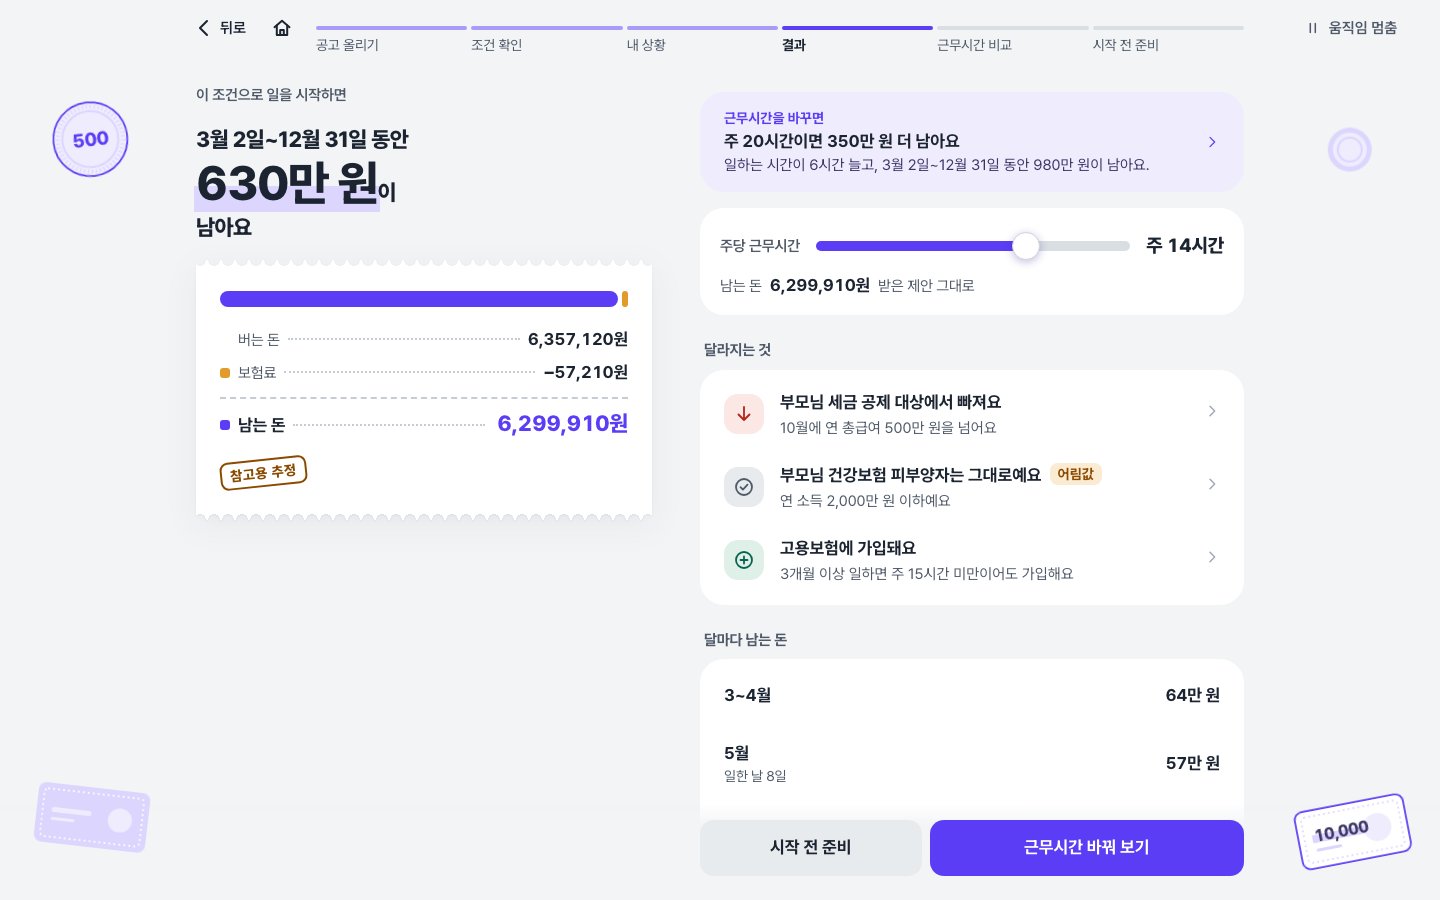 뒤로
공고 올리기
조건 확인
내 상황
결과
근무시간 비교
시작 전 준비
움직임 멈춤
500
이 조건으로 일을 시작하면
3월 2일~12월 31일 동안
630만 원이
남아요
버는 돈 6,357,120원
보험료 −57,210원
남는 돈 6,299,910원
참고용 추정
근무시간을 바꾸면
주 20시간이면 350만 원 더 남아요
일하는 시간이 6시간 늘고, 3월 2일~12월 31일 동안 980만 원이 남아요.
주당 근무시간 주 14시간
남는 돈 6,299,910원 받은 제안 그대로
달라지는 것
부모님 세금 공제 대상에서 빠져요
10월에 연 총급여 500만 원을 넘어요
부모님 건강보험 피부양자는 그대로예요 어림값
연 소득 2,000만 원 이하예요
고용보험에 가입돼요
3개월 이상 일하면 주 15시간 미만이어도 가입해요
달마다 남는 돈
3~4월 64만 원
5월 57만 원
일한 날 8일
시작 전 준비
근무시간 바꿔 보기
10,000